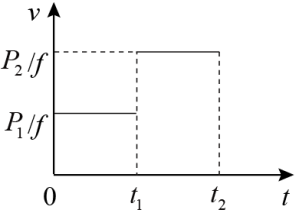 v
P₂/f
P₁/f
0 t₁ t₂ t